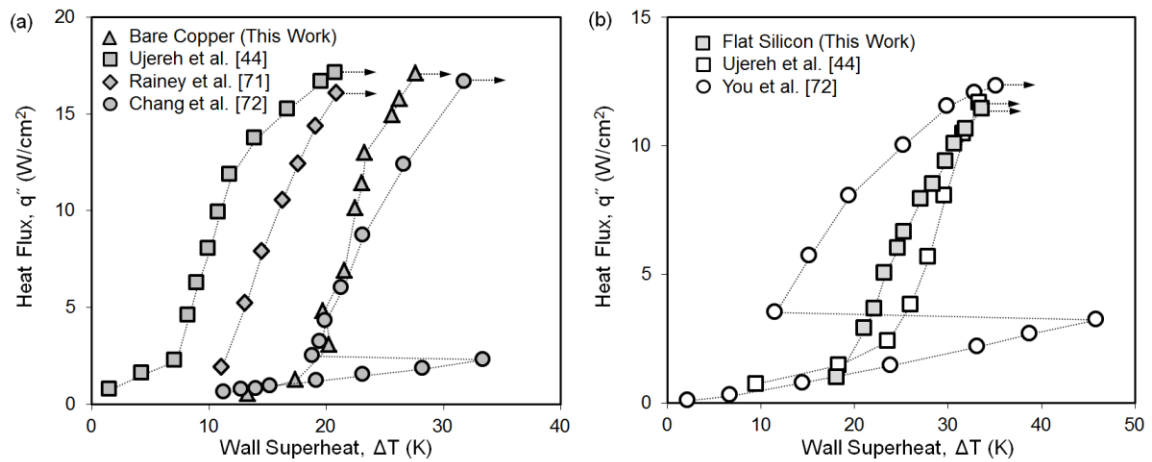 (a)
20
15
10
5
0
Heat Flux, q″ (W/cm²)
Bare Copper (This Work)
Ujereh et al. [44]
Rainey et al. [71]
Chang et al. [72]
0 10 20 30 40
Wall Superheat, ΔT (K)
(b)
15
10
5
0
Heat Flux, q″ (W/cm²)
Flat Silicon (This Work)
Ujereh et al. [44]
You et al. [72]
0 10 20 30 40 50
Wall Superheat, ΔT (K)